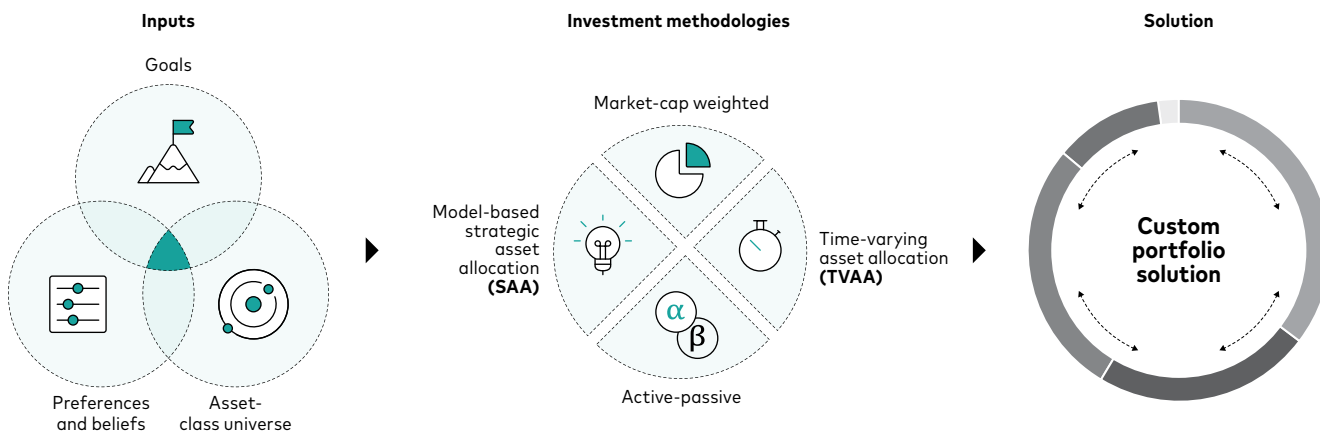 Inputs
Goals
Preferences
and beliefs
Asset-
class universe
Investment methodologies
Market-cap weighted
Model-based
strategic
asset
allocation
(SAA)
Time-varying
asset allocation
(TVAA)
α
β
Active-passive
Solution
Custom
portfolio
solution